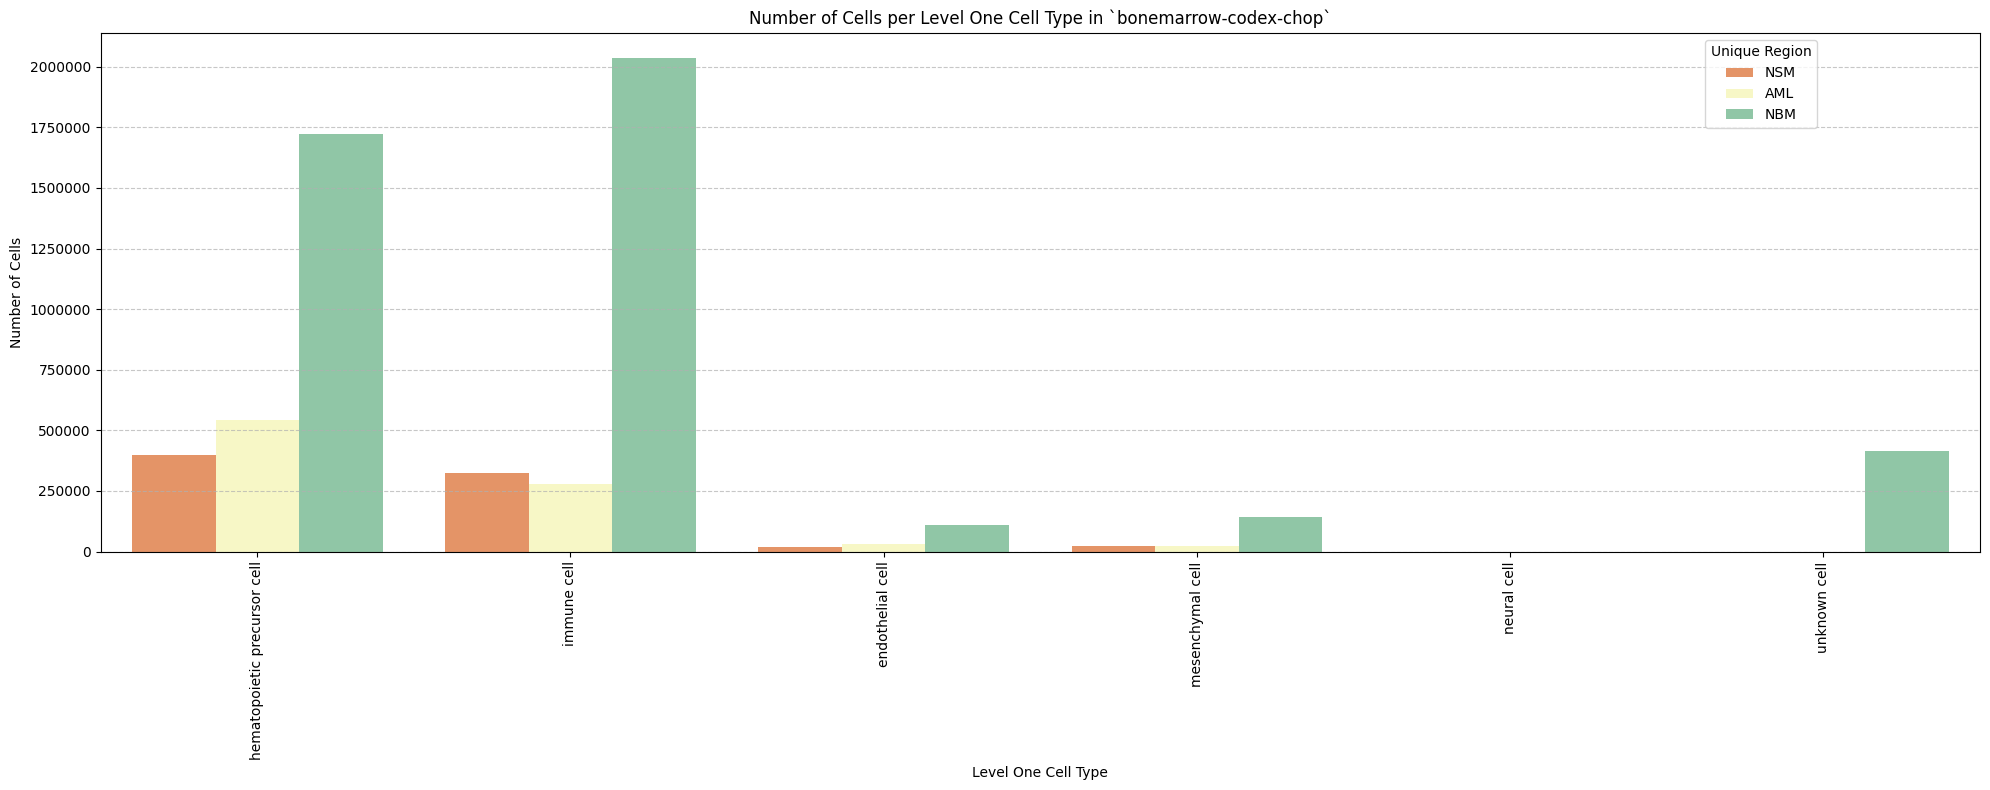 Number of Cells per Level One Cell Type in `bonemarrow-codex-chop`
Unique Region
NSM
AML
NBM
Number of Cells
2000000
1750000
1500000
1250000
1000000
750000
500000
250000
0
hematopoietic precursor cell
immune cell
endothelial cell
mesenchymal cell
neural cell
unknown cell
Level One Cell Type